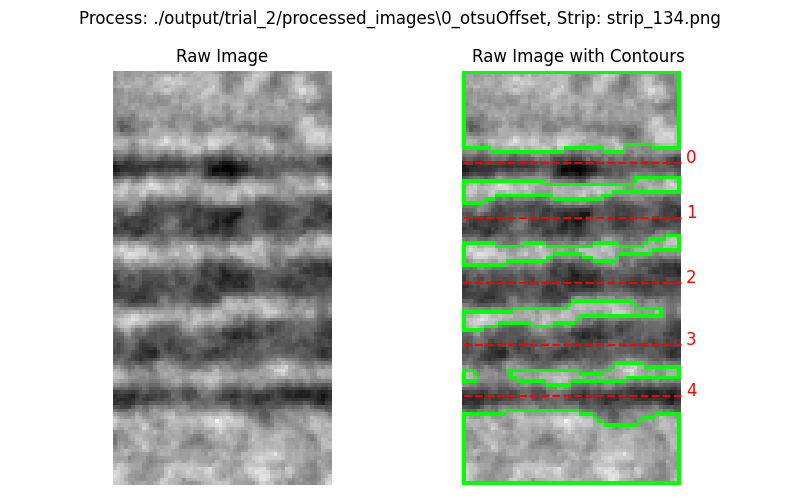 Process: ./output/trial_2/processed_images\0_otsuOffset, Strip: strip_134.png
Raw Image
Raw Image with Contours
0
1
2
3
4